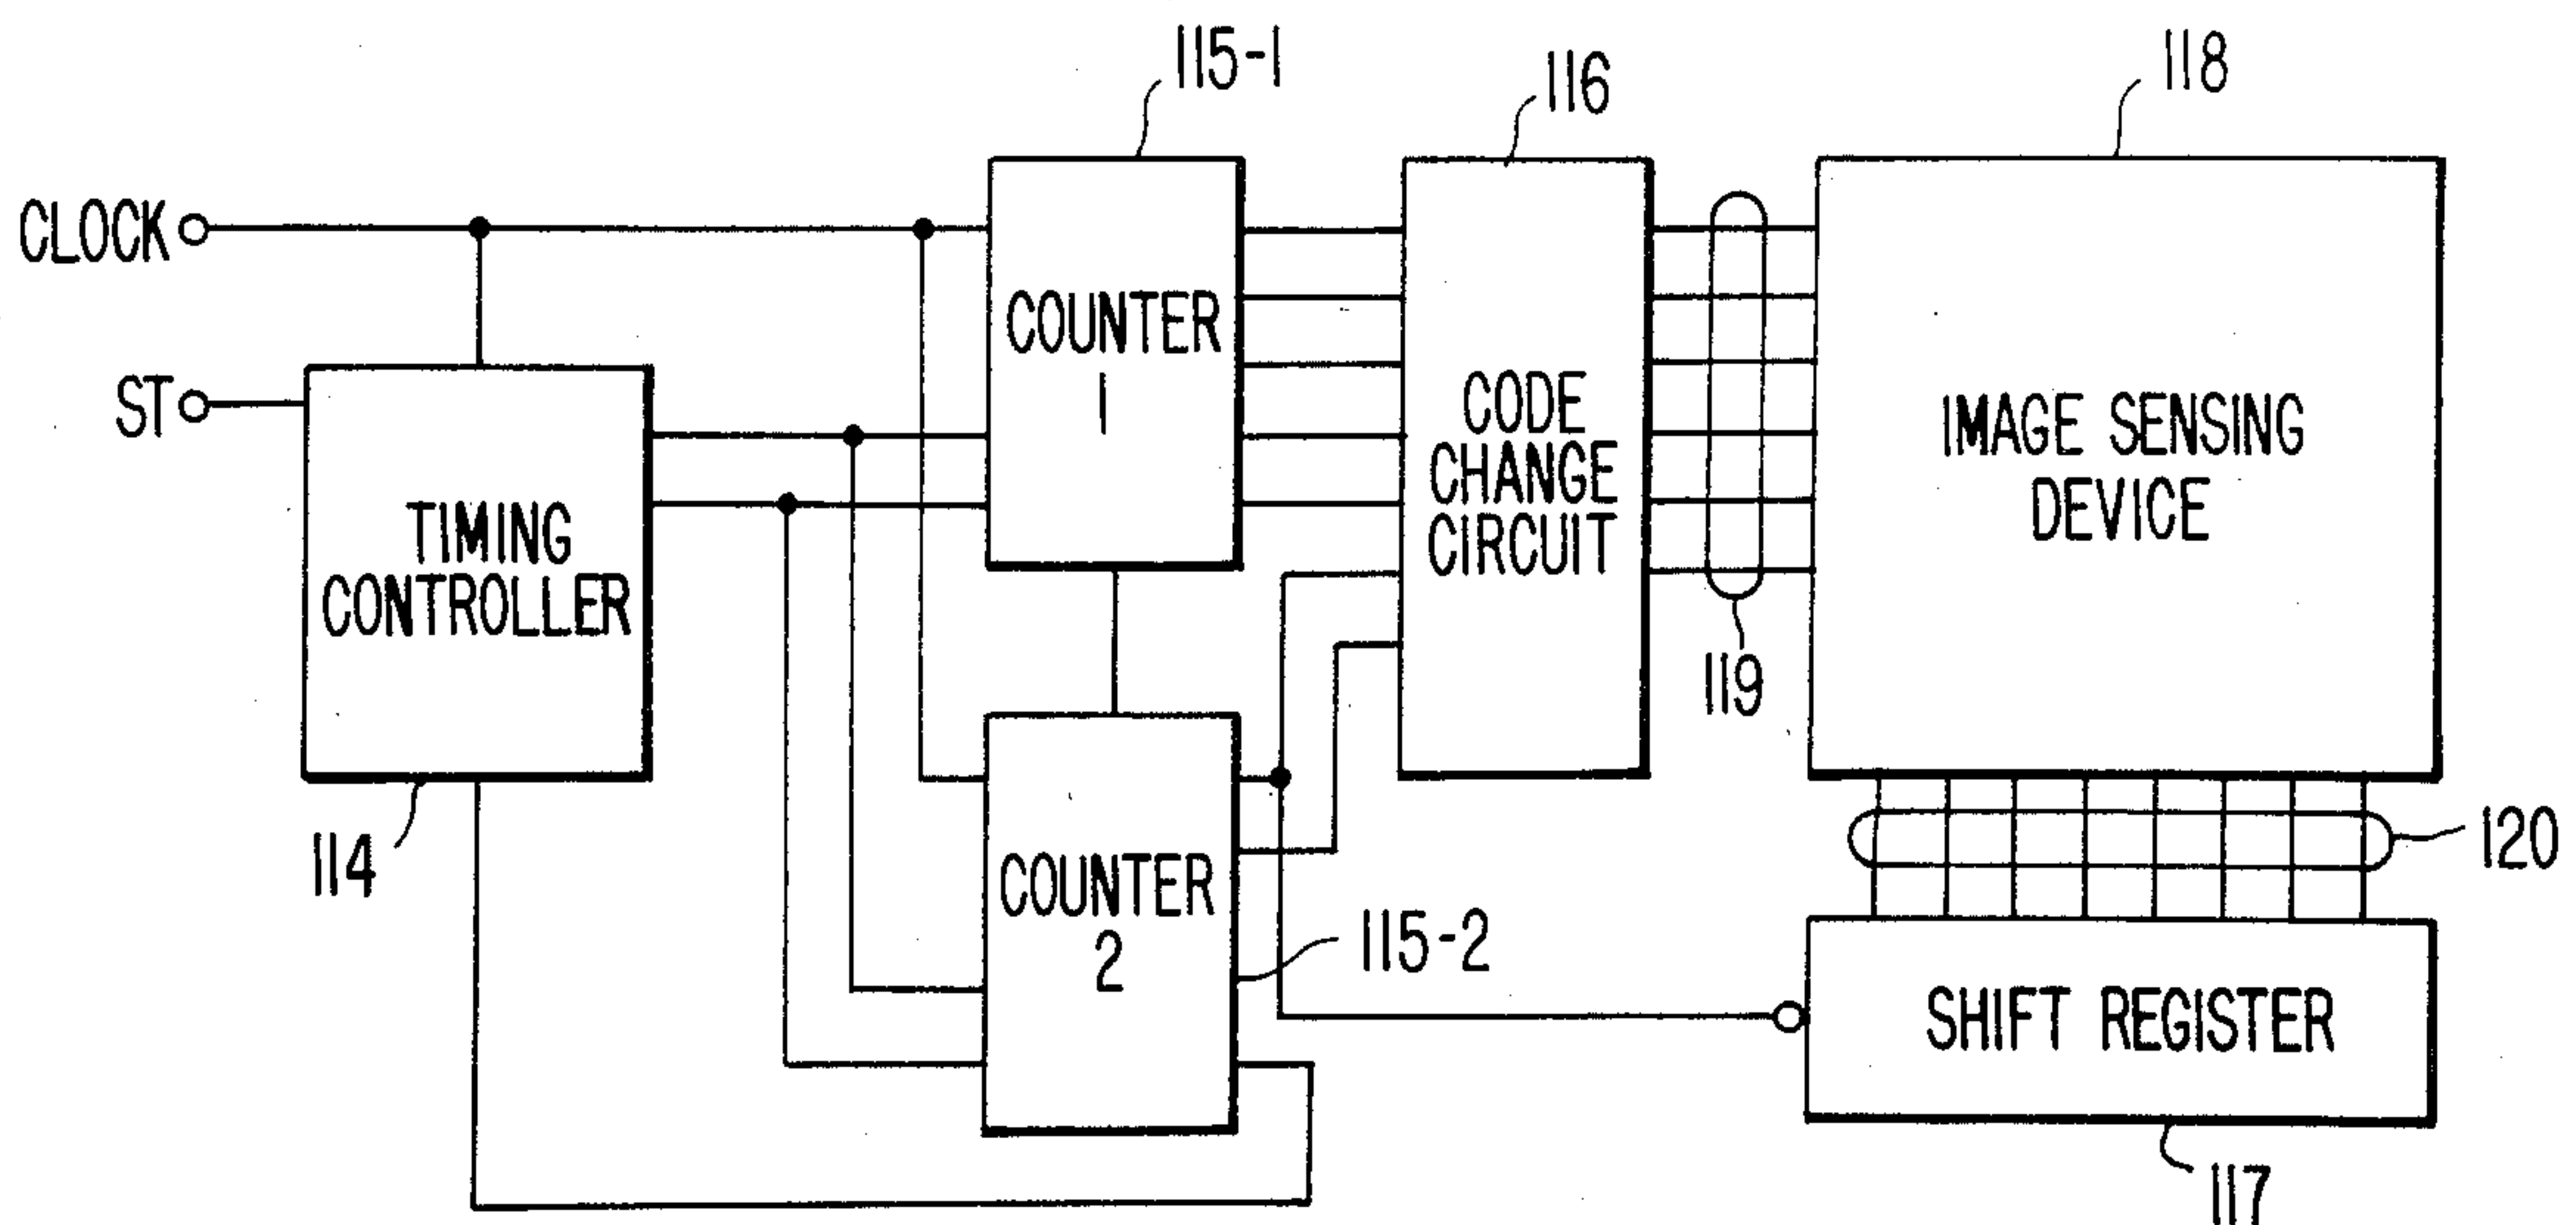 115-1
116
118
CLOCK
ST
COUNTER
1
CODE
CHANGE
CIRCUIT
IMAGE SENSING
DEVICE
TIMING
CONTROLLER
119
114
120
COUNTER
2
115-2
SHIFT REGISTER
117